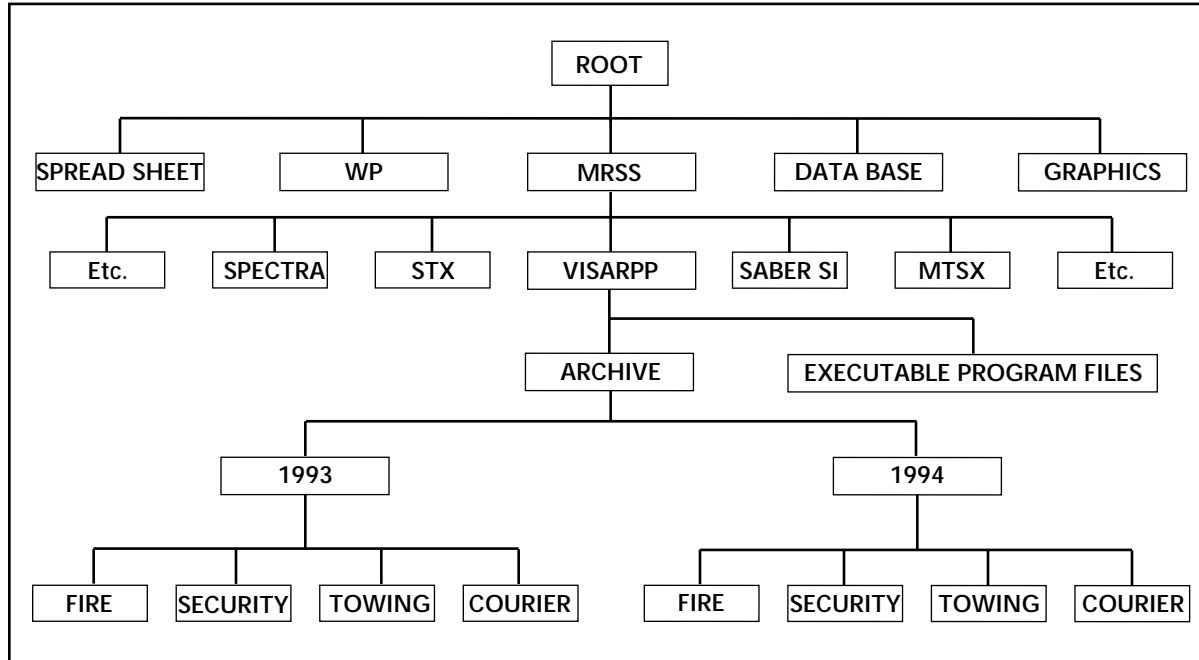 ROOT
SPREAD SHEET WP MRSS DATA BASE GRAPHICS
Etc. SPECTRA STX VISARPP SABER SI MTSX Etc.
ARCHIVE EXECUTABLE PROGRAM FILES
1993 1994
FIRE SECURITY TOWING COURIER FIRE SECURITY TOWING COURIER